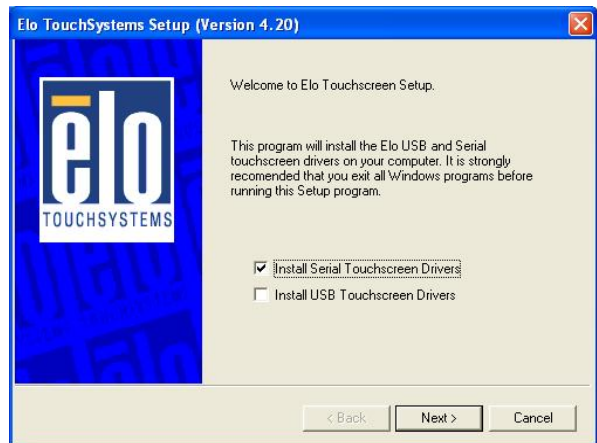 Elo TouchSystems Setup (Version 4.20)
elo
TOUCHSYSTEMS
Welcome to Elo Touchscreen Setup.
This program will install the Elo USB and Serial
touchscreen drivers on your computer. It is strongly
recomended that you exit all Windows programs before
running this Setup program.
Install Serial Touchscreen Drivers
Install USB Touchscreen Drivers
< Back
Next >
Cancel